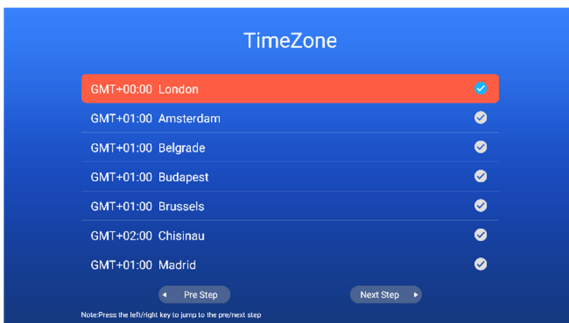 TimeZone
GMT+00:00 London
GMT+01:00 Amsterdam
GMT+01:00 Belgrade
GMT+01:00 Budapest
GMT+01:00 Brussels
GMT+02:00 Chisinau
GMT+01:00 Madrid
Pre Step Next Step
Note:Press the left/right key to jump to the pre/next step